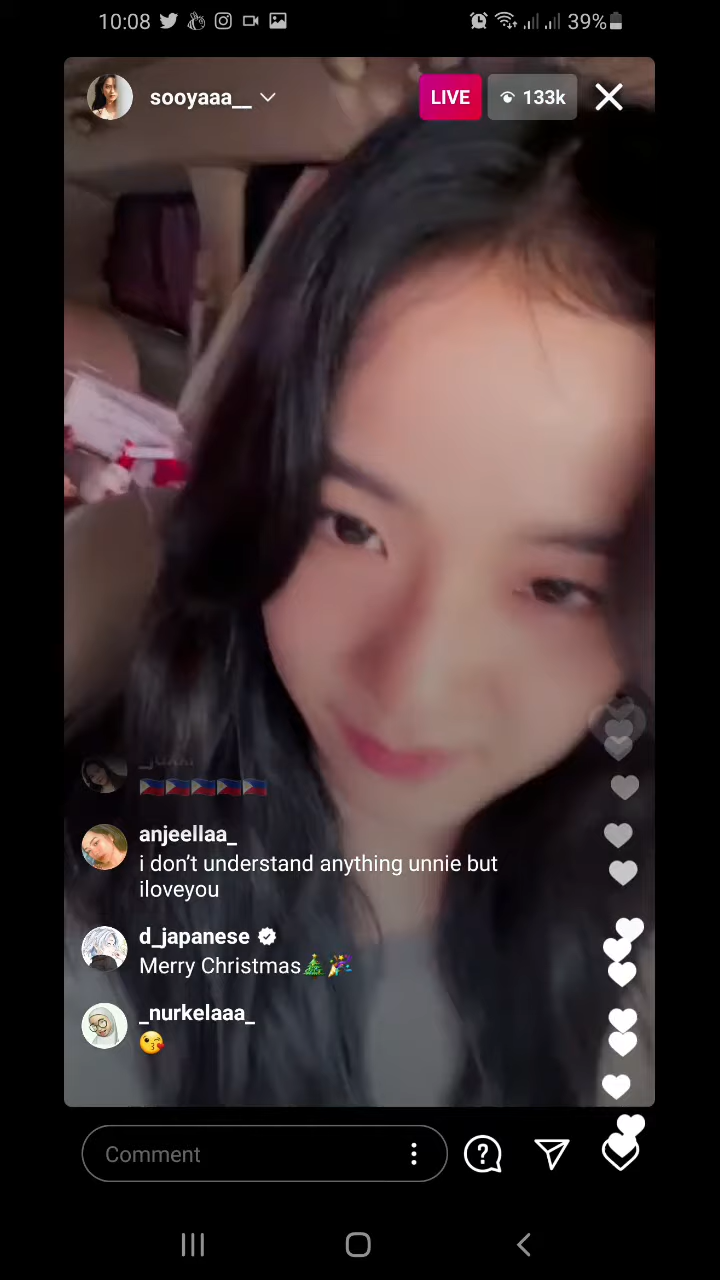 10:08
39%
sooyaaa__
LIVE
133k
🇵🇭🇵🇭🇵🇭🇵🇭🇵🇭
anjeellaa_
i don't understand anything unnie but
iloveyou
d_japanese
Merry Christmas🎄🎉
_nurkelaaa_
😘
Comment